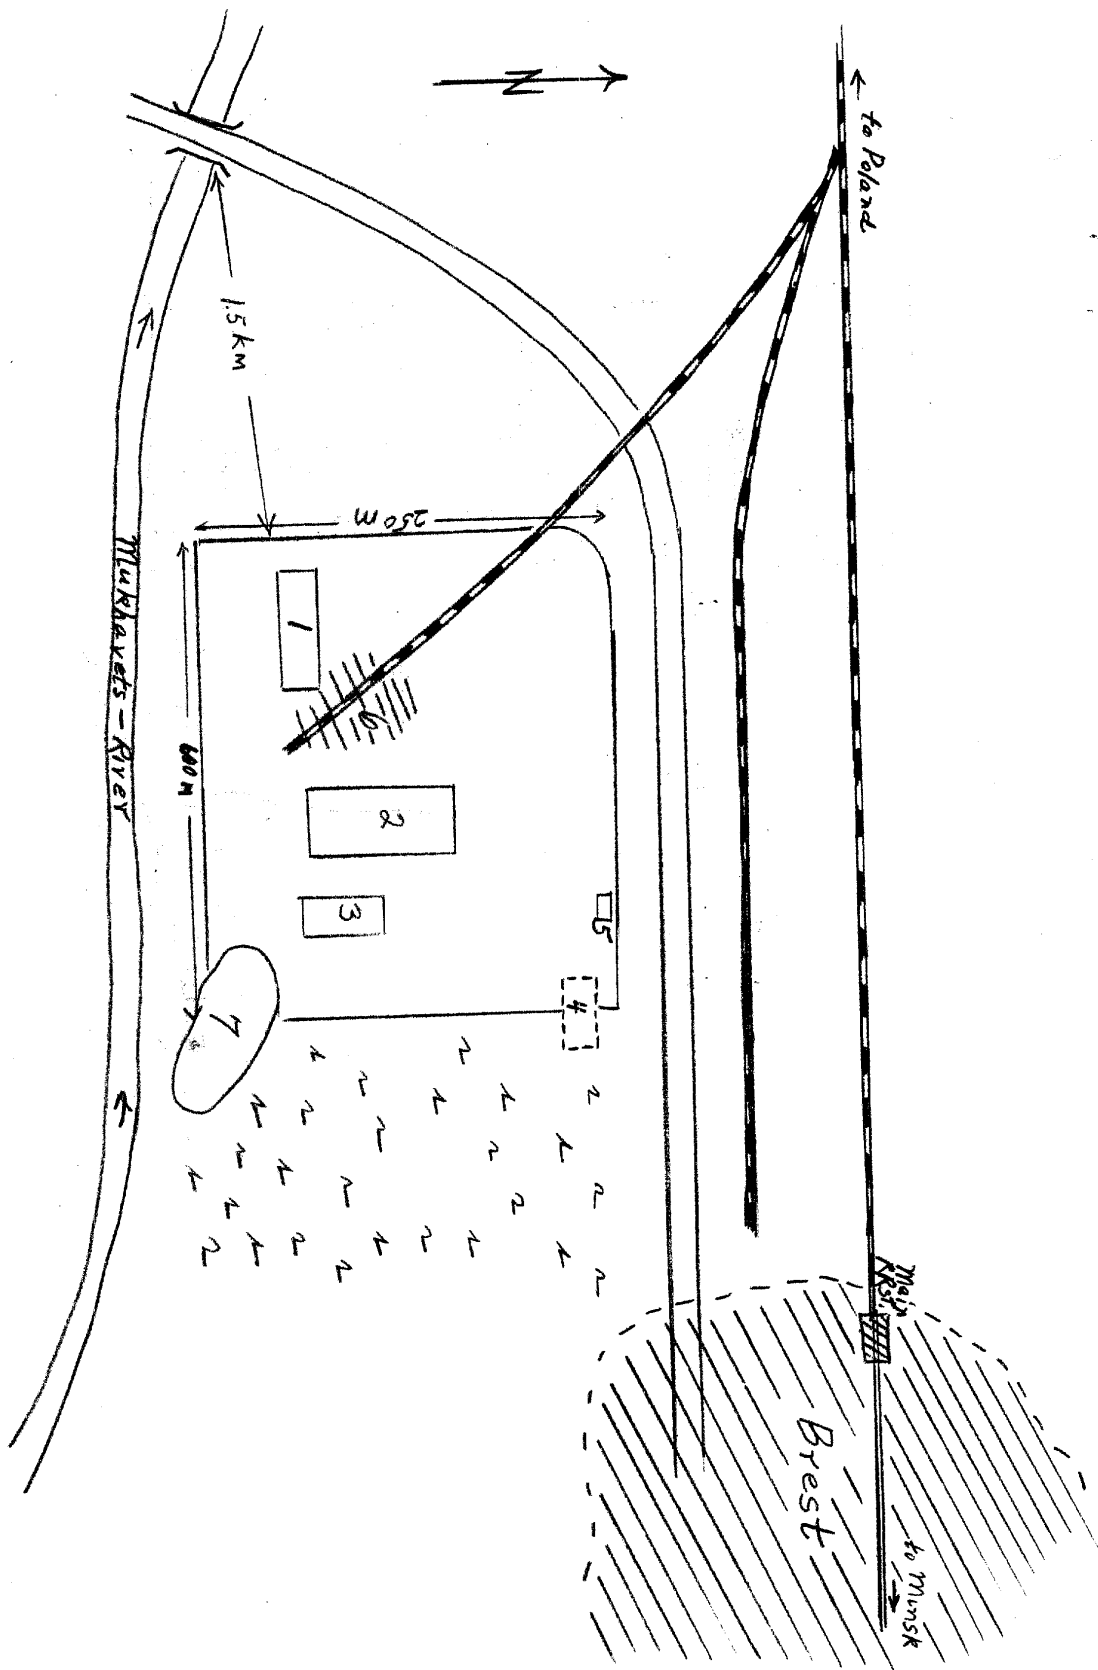 N
← to Poland
1.5 km
250 m
600 m
Mukhavets - River
1
2
3
4
5
6
7
Main
RR St.
Brest
to Minsk
→